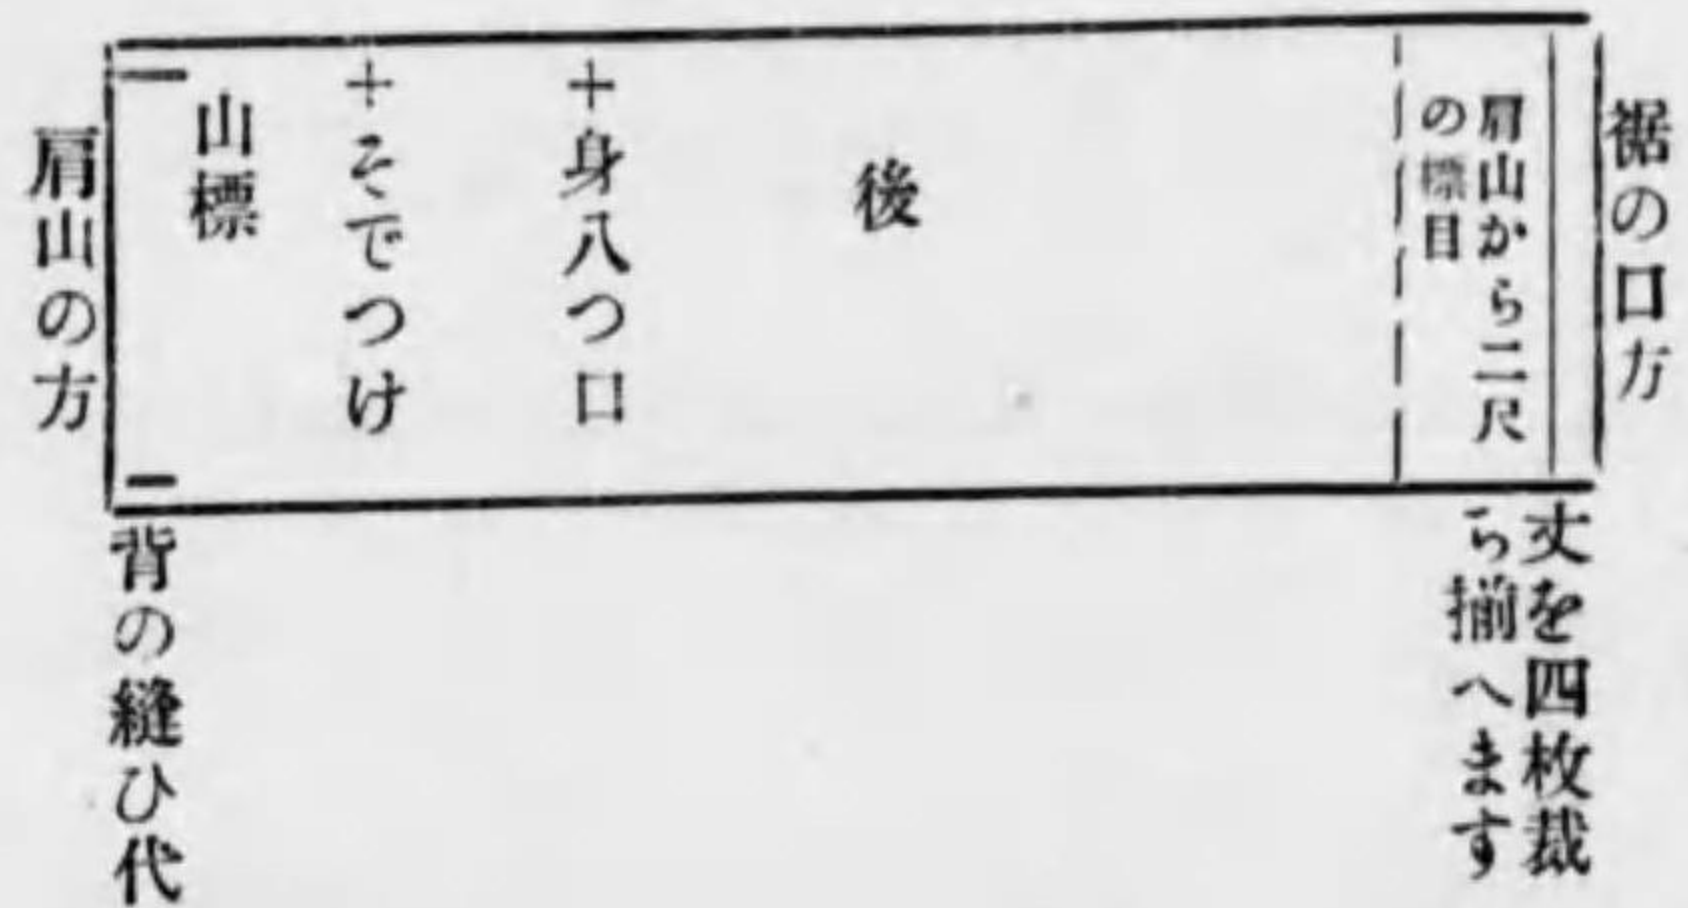 裾の口方
肩山から二尺
の標目
後
身八つ口
そでつけ
山標
肩山の方
丈を四枚裁
ら揃へます
背の縫ひ代